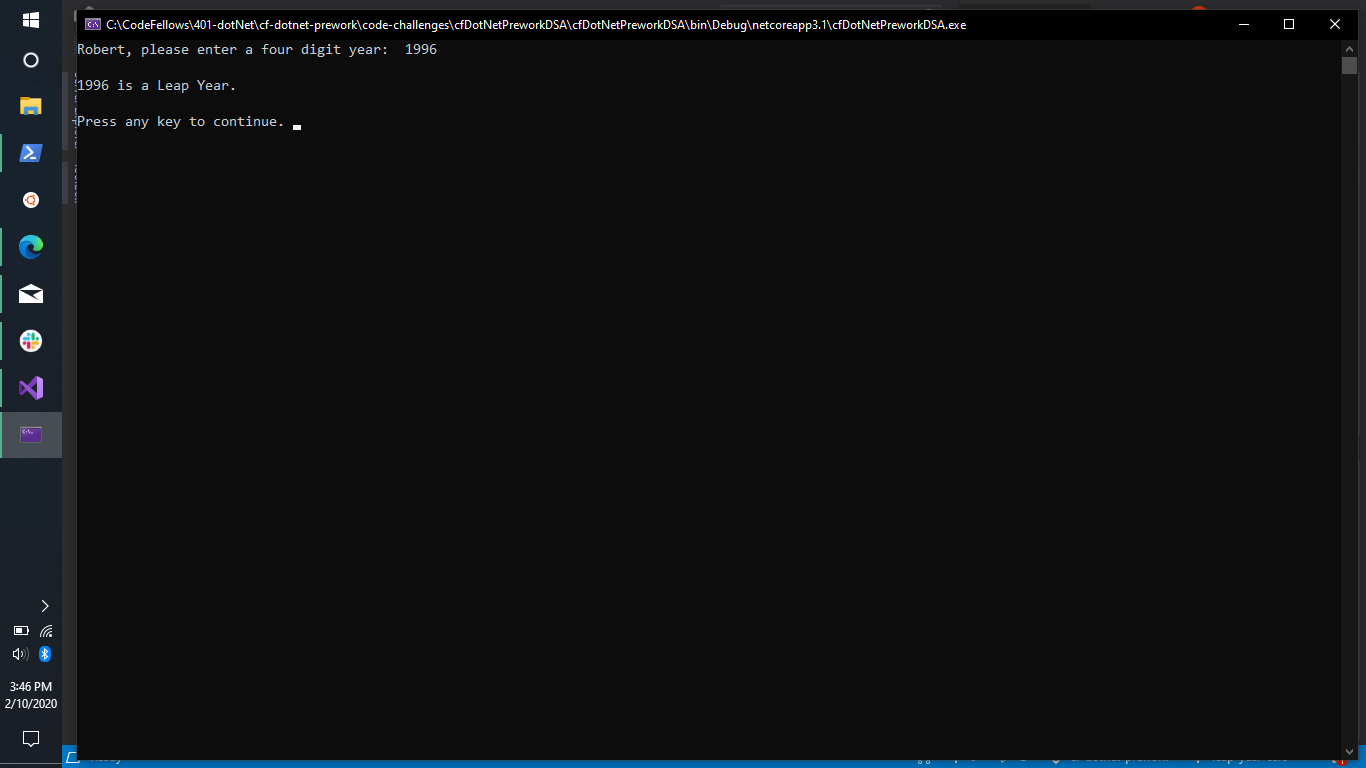 C:\CodeFellows\401-dotNet\cf-dotnet-prework\code-challenges\cfDotNetPreworkDSA\cfDotNetPreworkDSA\bin\Debug\netcoreapp3.1\cfDotNetPreworkDSA.exe
Robert, please enter a four digit year:  1996
1996 is a Leap Year.
Press any key to continue.
3:46 PM
2/10/2020